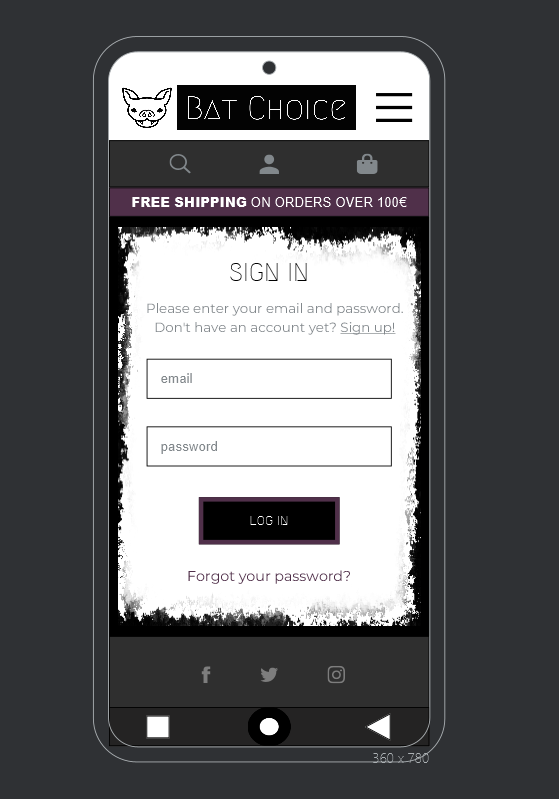 Bat Choice
FREE SHIPPING ON ORDERS OVER 100€
SIGN IN
Please enter your email and password.
Don't have an account yet? Sign up!
email
password
LOG IN
Forgot your password?
360 x 780